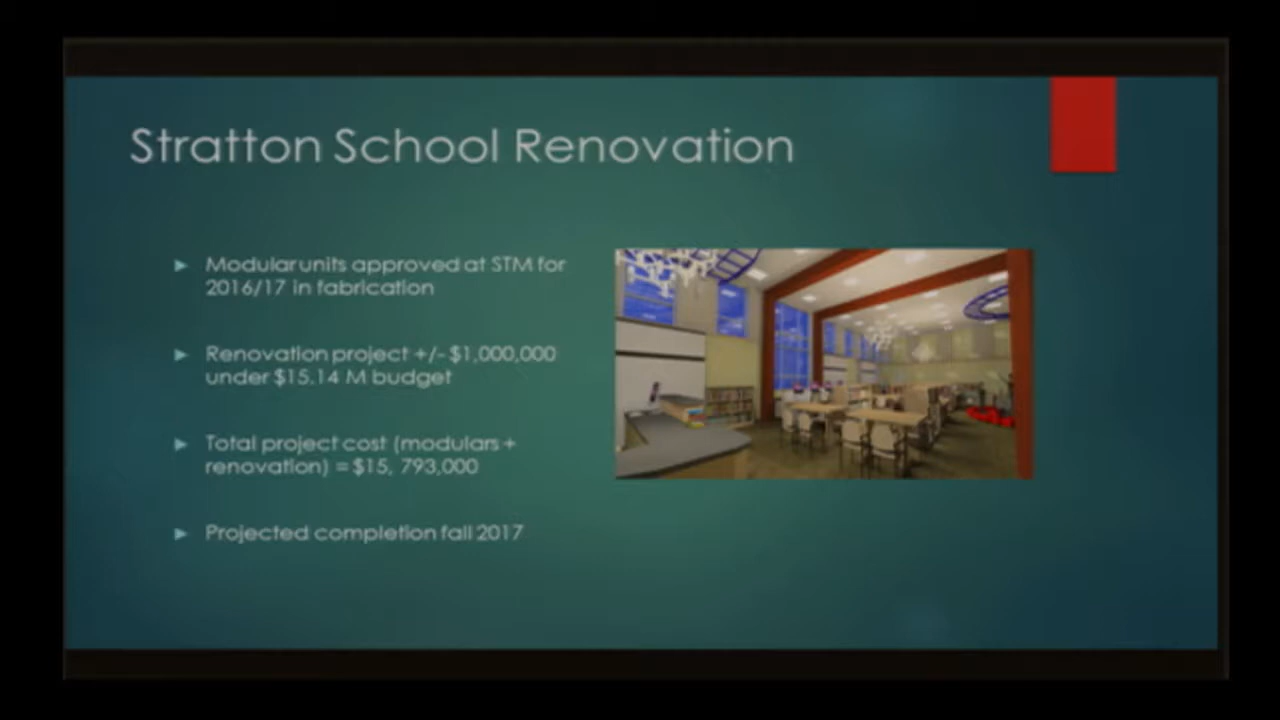 Stratton School Renovation
Modular units approved at STM for
2016/17 in fabrication
Renovation project +/- $1,000,000
under $15.14 M budget
Total project cost (modulars +
renovation) = $15, 793,000
Projected completion fall 2017